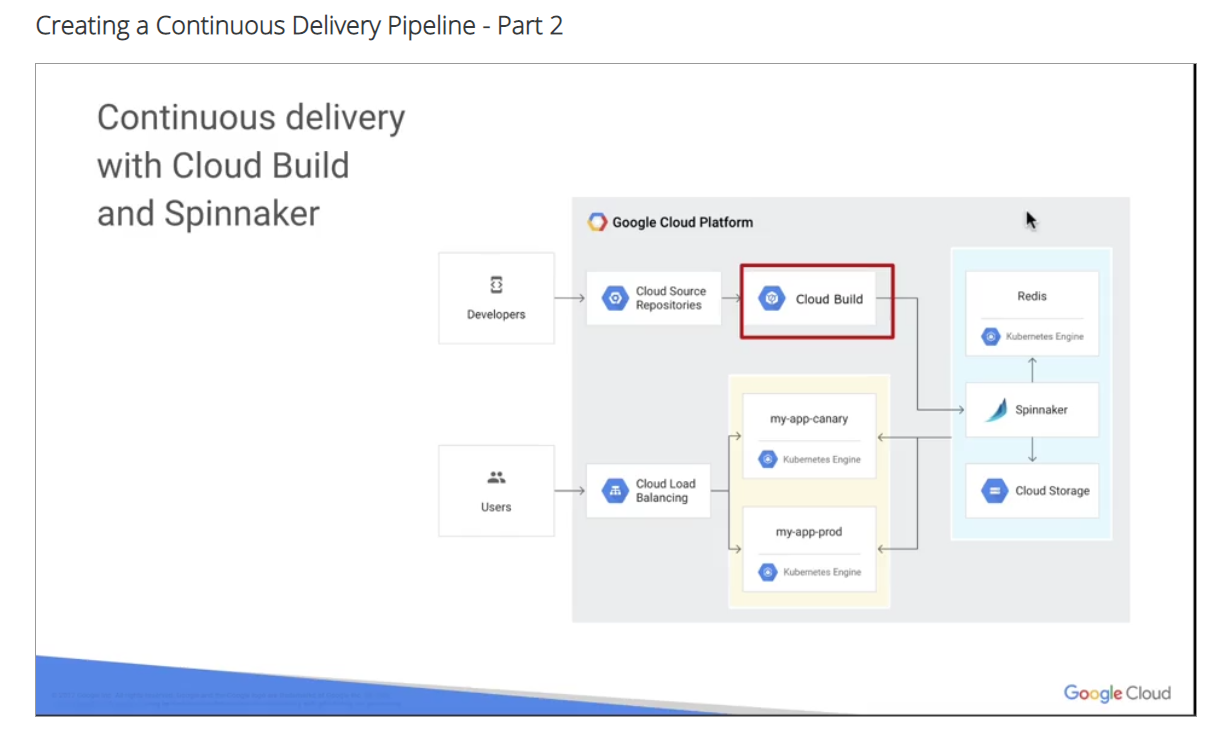 Creating a Continuous Delivery Pipeline - Part 2
Continuous delivery
with Cloud Build
and Spinnaker
Google Cloud Platform
Developers
Cloud Source
Repositories
Cloud Build
Redis
Kubernetes Engine
Spinnaker
Cloud Storage
my-app-canary
Kubernetes Engine
Users
Cloud Load
Balancing
my-app-prod
Kubernetes Engine
Google Cloud